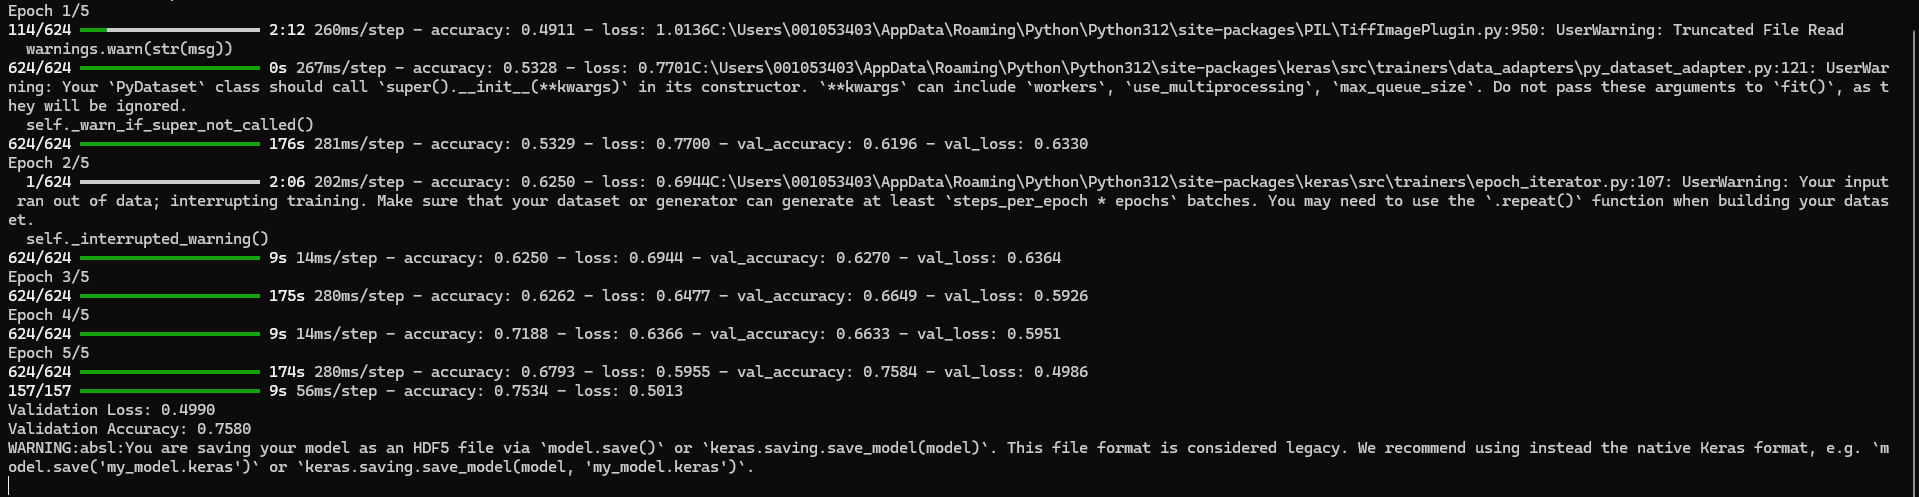 Epoch 1/5
114/624 2:12 260ms/step - accuracy: 0.4911 - loss: 1.0136C:\Users\001053403\AppData\Roaming\Python\Python312\site-packages\PIL\TiffImagePlugin.py:950: UserWarning: Truncated File Read
  warnings.warn(str(msg))
624/624 0s 267ms/step - accuracy: 0.5328 - loss: 0.7701C:\Users\001053403\AppData\Roaming\Python\Python312\site-packages\keras\src\trainers\data_adapters\py_dataset_adapter.py:121: UserWar
ning: Your `PyDataset` class should call `super().__init__(**kwargs)` in its constructor. `**kwargs` can include `workers`, `use_multiprocessing`, `max_queue_size`. Do not pass these arguments to `fit()`, as t
hey will be ignored.
  self._warn_if_super_not_called()
624/624 176s 281ms/step - accuracy: 0.5329 - loss: 0.7700 - val_accuracy: 0.6196 - val_loss: 0.6330
Epoch 2/5
  1/624 2:06 202ms/step - accuracy: 0.6250 - loss: 0.6944C:\Users\001053403\AppData\Roaming\Python\Python312\site-packages\keras\src\trainers\epoch_iterator.py:107: UserWarning: Your input
 ran out of data; interrupting training. Make sure that your dataset or generator can generate at least `steps_per_epoch * epochs` batches. You may need to use the `.repeat()` function when building your datas
et.
  self._interrupted_warning()
624/624 9s 14ms/step - accuracy: 0.6250 - loss: 0.6944 - val_accuracy: 0.6270 - val_loss: 0.6364
Epoch 3/5
624/624 175s 280ms/step - accuracy: 0.6262 - loss: 0.6477 - val_accuracy: 0.6649 - val_loss: 0.5926
Epoch 4/5
624/624 9s 14ms/step - accuracy: 0.7188 - loss: 0.6366 - val_accuracy: 0.6633 - val_loss: 0.5951
Epoch 5/5
624/624 174s 280ms/step - accuracy: 0.6793 - loss: 0.5955 - val_accuracy: 0.7584 - val_loss: 0.4986
157/157 9s 56ms/step - accuracy: 0.7534 - loss: 0.5013
Validation Loss: 0.4990
Validation Accuracy: 0.7580
WARNING:absl:You are saving your model as an HDF5 file via `model.save()` or `keras.saving.save_model(model)`. This file format is considered legacy. We recommend using instead the native Keras format, e.g. `m
odel.save('my_model.keras')` or `keras.saving.save_model(model, 'my_model.keras')`.